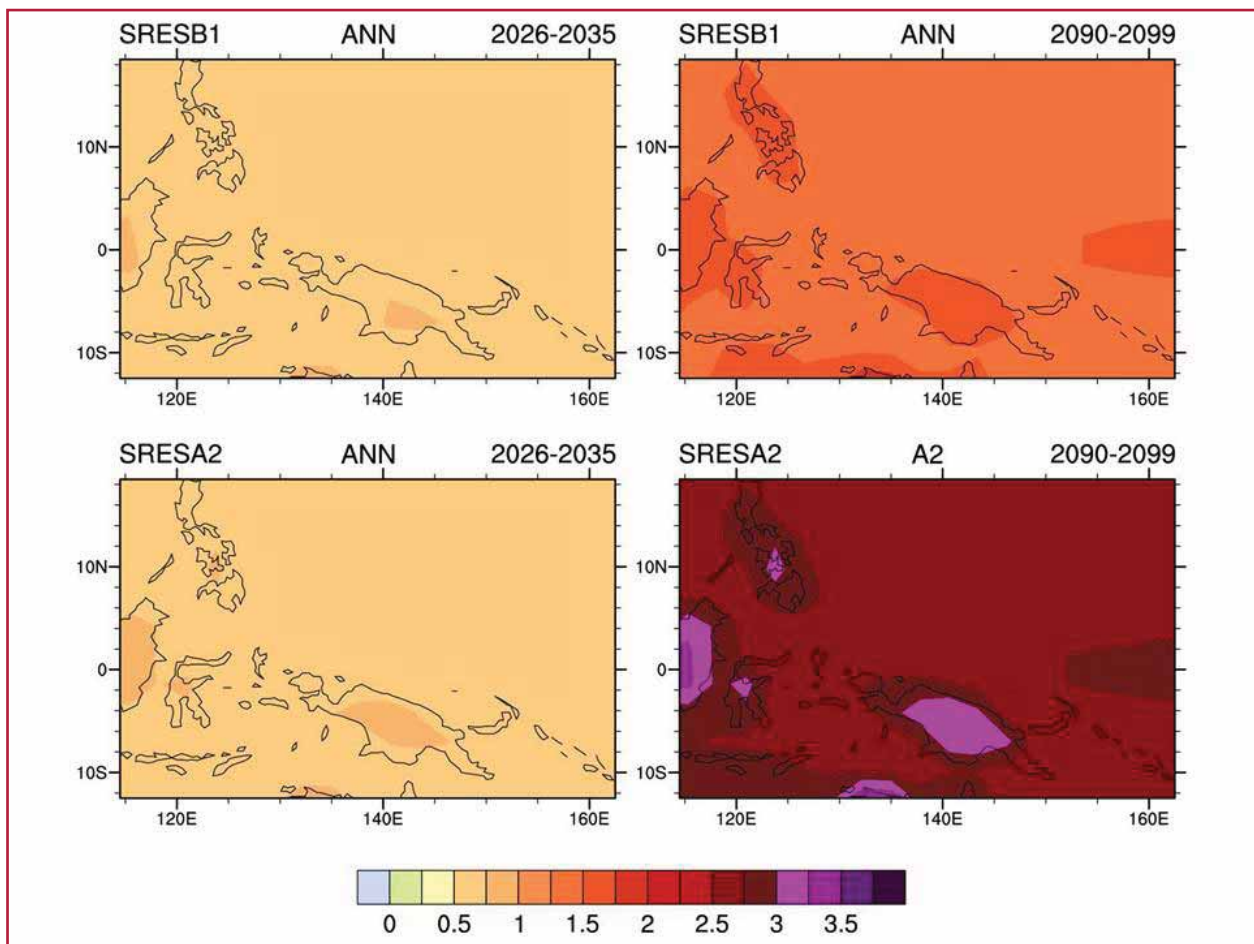 SRESB1 ANN 2026-2035
SRESB1 ANN 2090-2099
10N
0
10S
120E 140E 160E
10N
0
10S
120E 140E 160E
SRESA2 ANN 2026-2035
SRESA2 A2 2090-2099
10N
0
10S
120E 140E 160E
10N
0
10S
120E 140E 160E
0 0.5 1 1.5 2 2.5 3 3.5